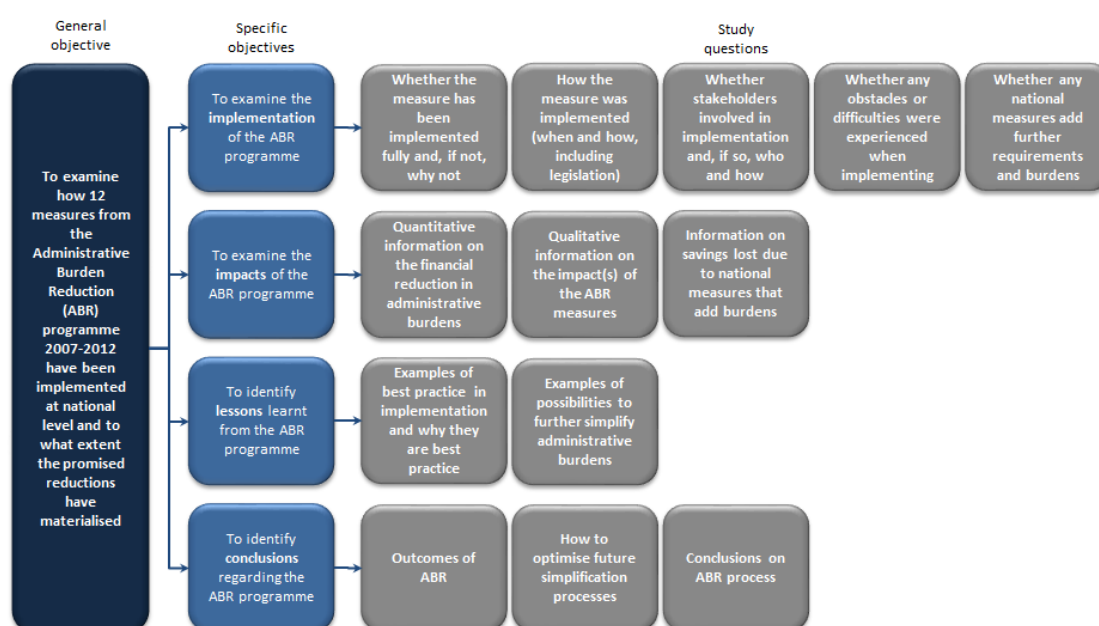 General
objective
Specific
objectives
Study
questions
To examine
how 12
measures from
the
Administrative
Burden
Reduction
(ABR)
programme
2007-2012
have been
implemented
at national
level and to
what extent
the promised
reductions
have
materialised
To examine the
implementation
of the ABR
programme
Whether the
measure has
been
implemented
fully and, if not,
why not
How the
measure was
implemented
(when and how,
including
legislation)
Whether
stakeholders
involved in
implementation
and, if so, who
and how
Whether any
obstacles or
difficulties were
experienced
when
implementing
Whether any
national
measures add
further
requirements
and burdens
To examine the
impacts of the
ABR programme
Quantitative
information on
the financial
reduction in
administrative
burdens
Qualitative
information on
the impact(s) of
the ABR
measures
Information on
savings lost due
to national
measures that
add burdens
To identify
lessons learnt
from the ABR
programme
Examples of
best practice in
implementation
and why they
are best
practice
Examples of
possibilities to
further simplify
administrative
burdens
To identify
conclusions
regarding the
ABR programme
Outcomes of
ABR
How to
optimise future
simplification
processes
Conclusions on
ABR process